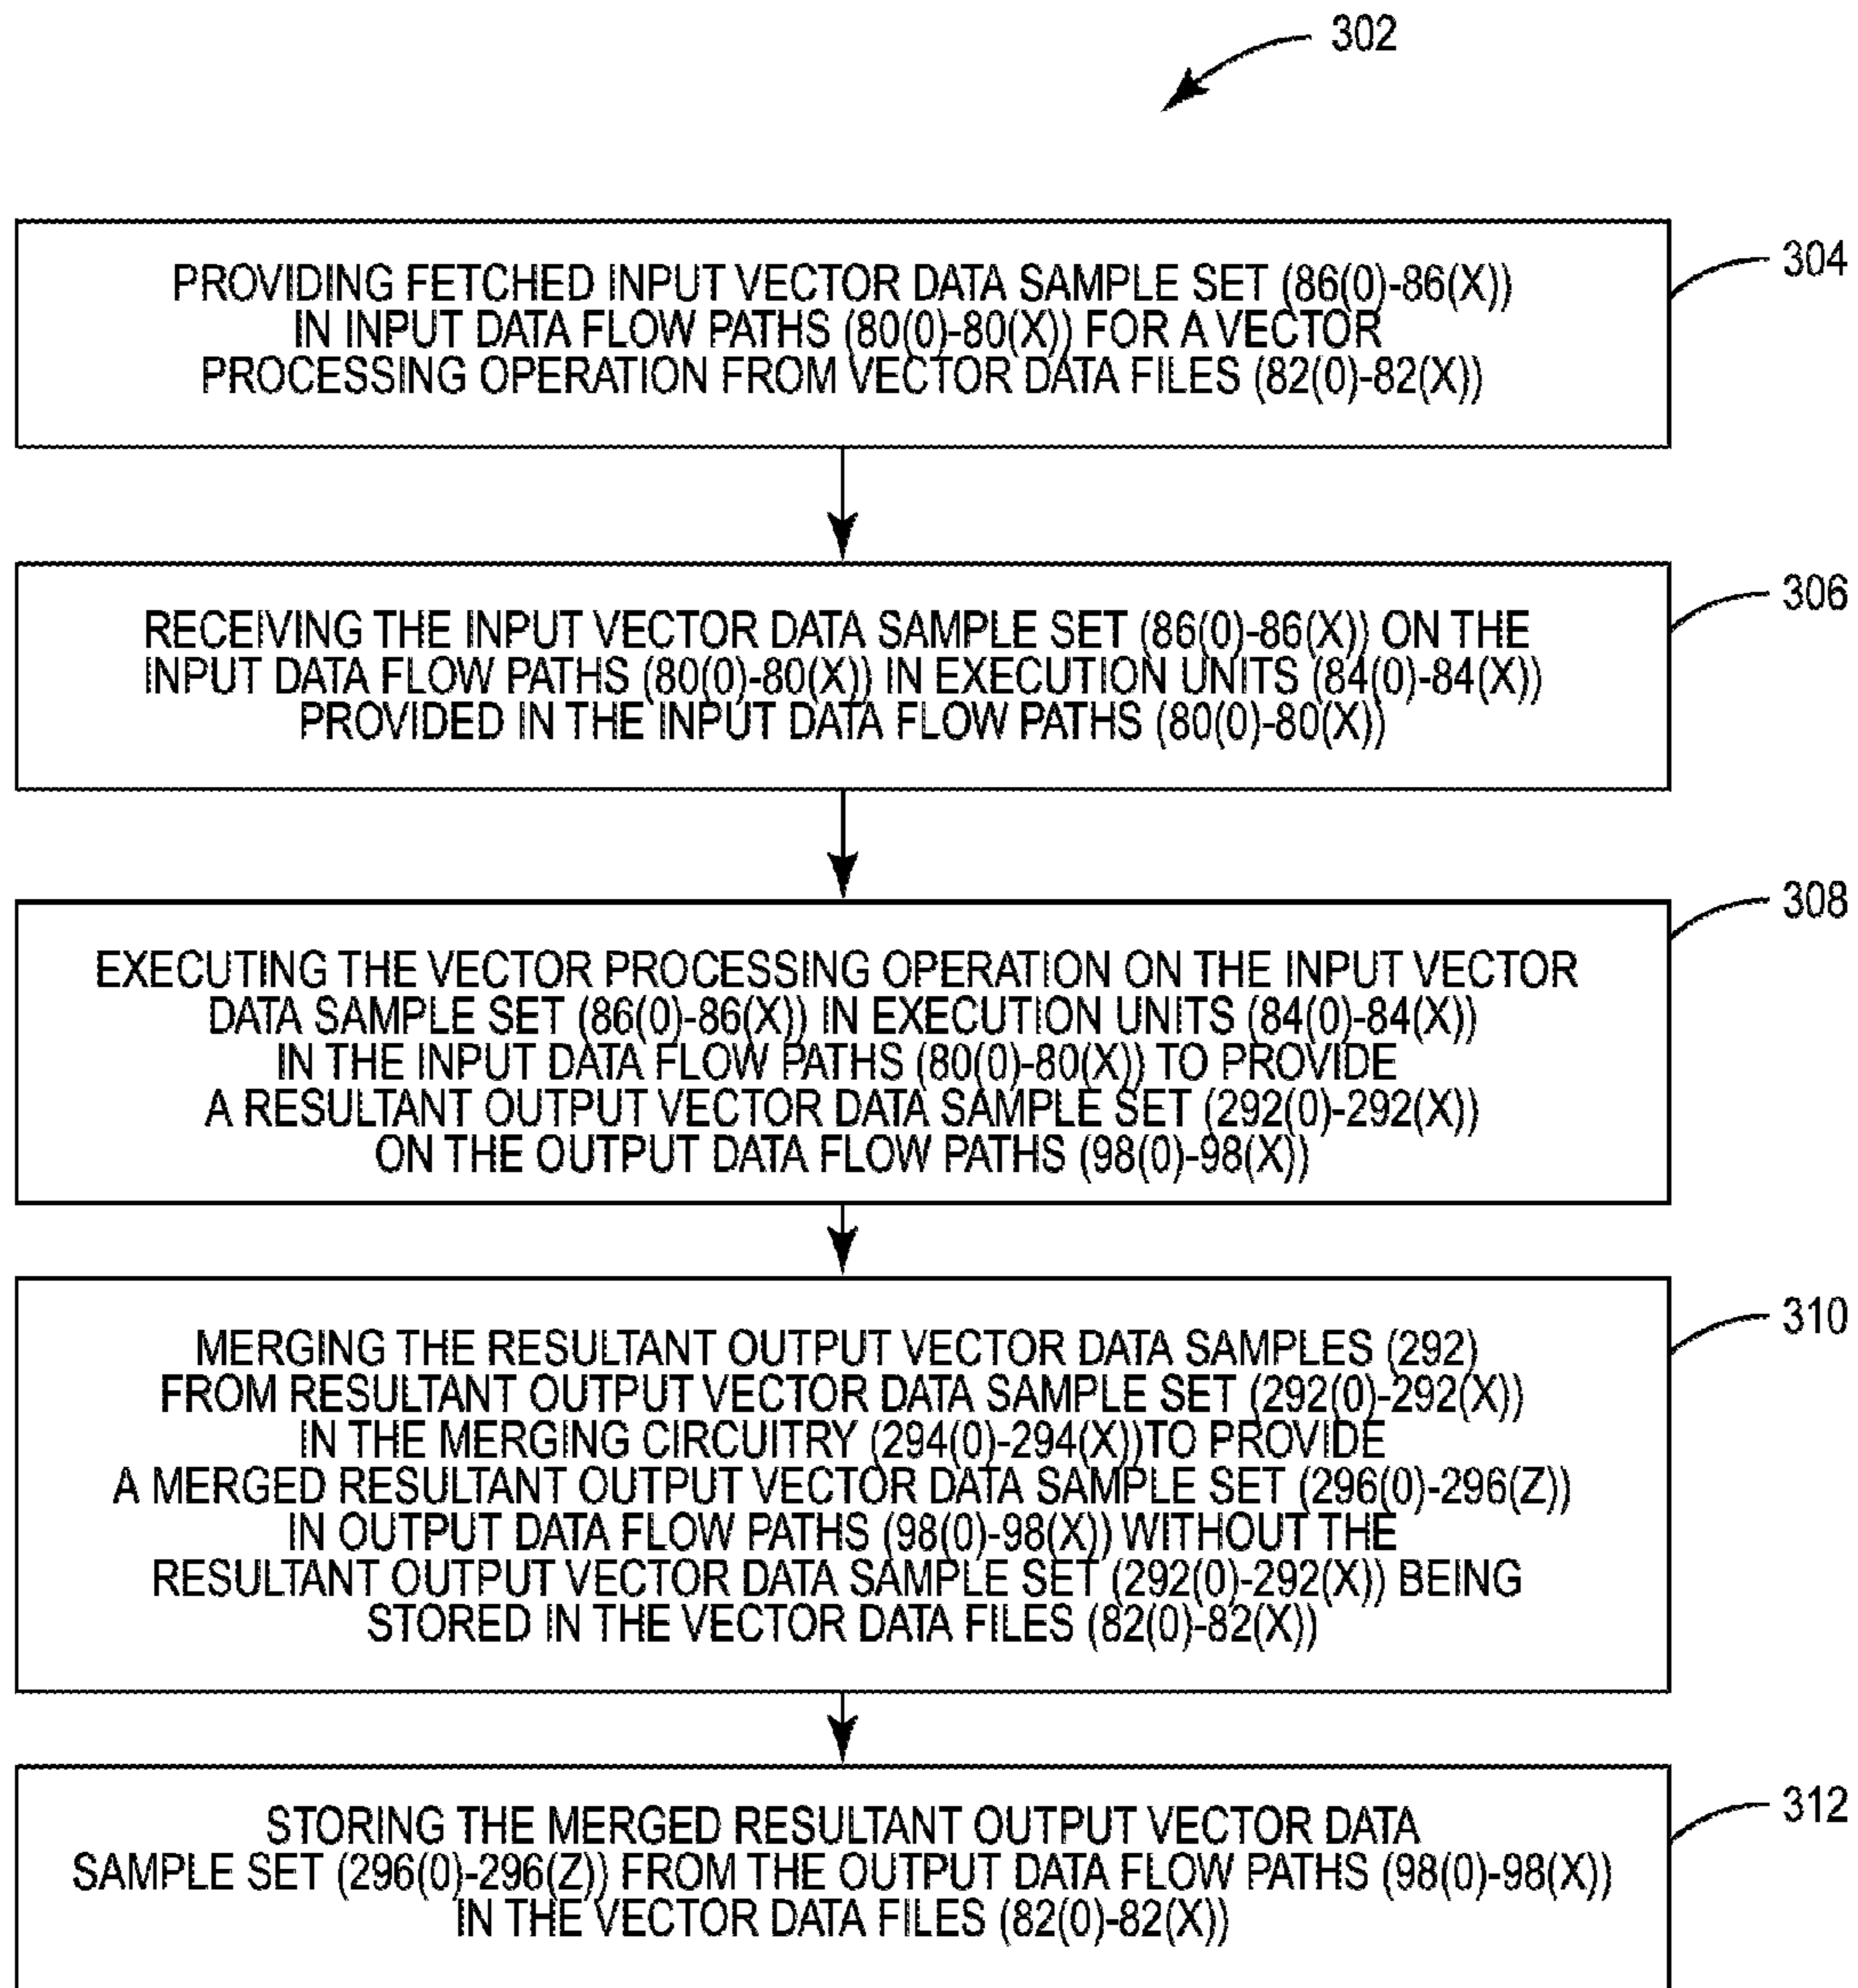 302
304
PROVIDING FETCHED INPUT VECTOR DATA SAMPLE SET (86(0)-86(X))
IN INPUT DATA FLOW PATHS (80(0)-80(X)) FOR A VECTOR
PROCESSING OPERATION FROM VECTOR DATA FILES (82(0)-82(X))
306
RECEIVING THE INPUT VECTOR DATA SAMPLE SET (86(0)-86(X)) ON THE
INPUT DATA FLOW PATHS (80(0)-80(X)) IN EXECUTION UNITS (84(0)-84(X))
PROVIDED IN THE INPUT DATA FLOW PATHS (80(0)-80(X))
308
EXECUTING THE VECTOR PROCESSING OPERATION ON THE INPUT VECTOR
DATA SAMPLE SET (86(0)-86(X)) IN EXECUTION UNITS (84(0)-84(X))
IN THE INPUT DATA FLOW PATHS (80(0)-80(X)) TO PROVIDE
A RESULTANT OUTPUT VECTOR DATA SAMPLE SET (292(0)-292(X))
ON THE OUTPUT DATA FLOW PATHS (98(0)-98(X))
310
MERGING THE RESULTANT OUTPUT VECTOR DATA SAMPLES (292)
FROM RESULTANT OUTPUT VECTOR DATA SAMPLE SET (292(0)-292(X))
IN THE MERGING CIRCUITRY (294(0)-294(X))TO PROVIDE
A MERGED RESULTANT OUTPUT VECTOR DATA SAMPLE SET (296(0)-296(Z))
IN OUTPUT DATA FLOW PATHS (98(0)-98(X)) WITHOUT THE
RESULTANT OUTPUT VECTOR DATA SAMPLE SET (292(0)-292(X)) BEING
STORED IN THE VECTOR DATA FILES (82(0)-82(X))
312
STORING THE MERGED RESULTANT OUTPUT VECTOR DATA
SAMPLE SET (296(0)-296(Z)) FROM THE OUTPUT DATA FLOW PATHS (98(0)-98(X))
IN THE VECTOR DATA FILES (82(0)-82(X))